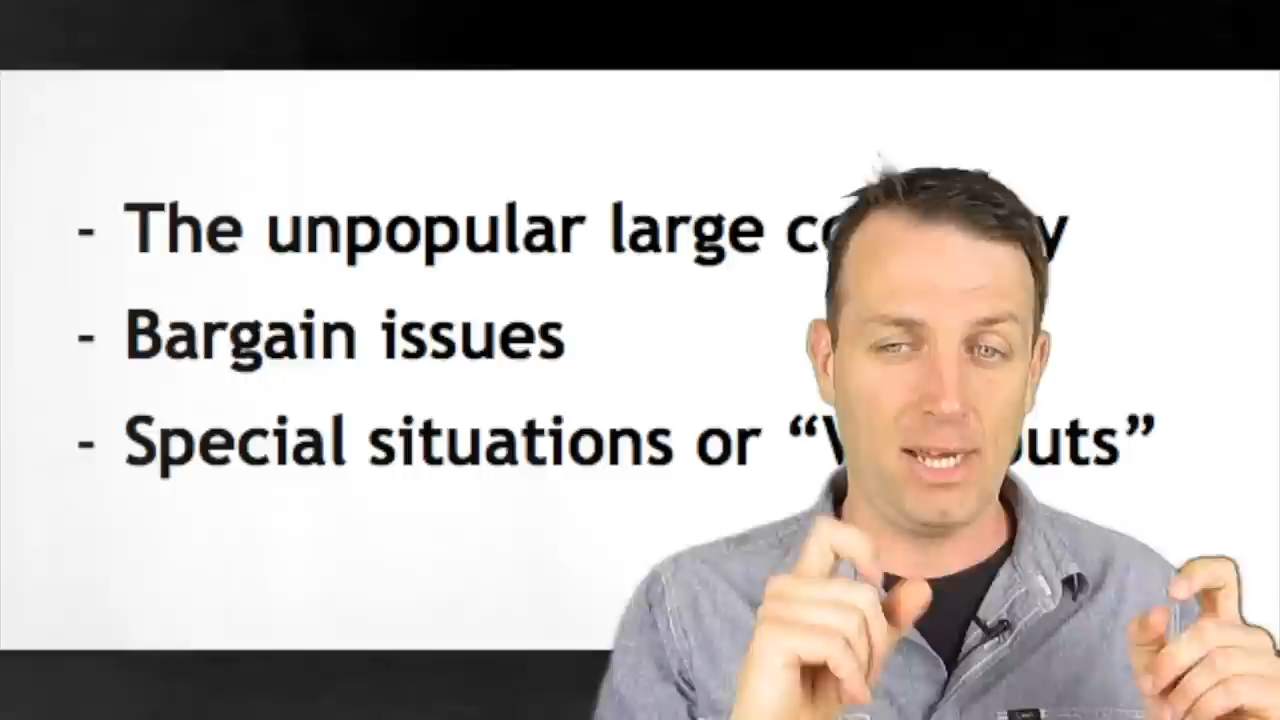 - The unpopular large
- Bargain issues
- Special situations or